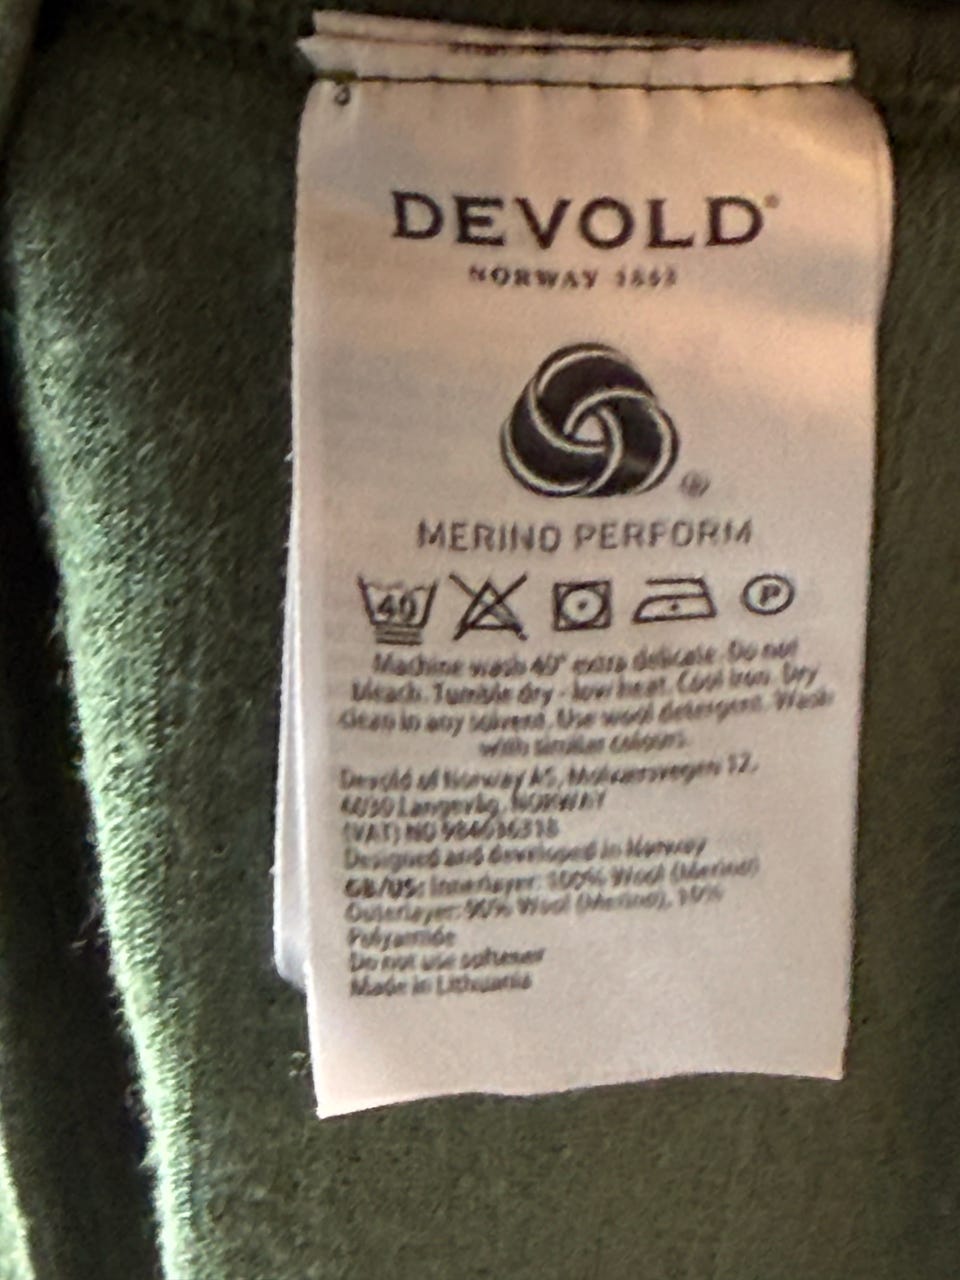 DEVOLD®
NORWAY 1853
®
MERINO PERFORM
40 P
Machine wash 40° extra delicate. Do not
bleach. Tumble dry - low heat. Cool iron. Dry
clean in any solvent. Use wool detergent. Wash
with similar colours.
Devold of Norway AS, Molværsvegen 12,
6030 Langevåg, NORWAY
(VAT) NO
Designed and developed in Norway
GB/US: Innerlayer: 100% Wool (Merino)
Outerlayer: 90% Wool (Merino), 10%
Polyamide
Do not use softener
Made in Lithuania